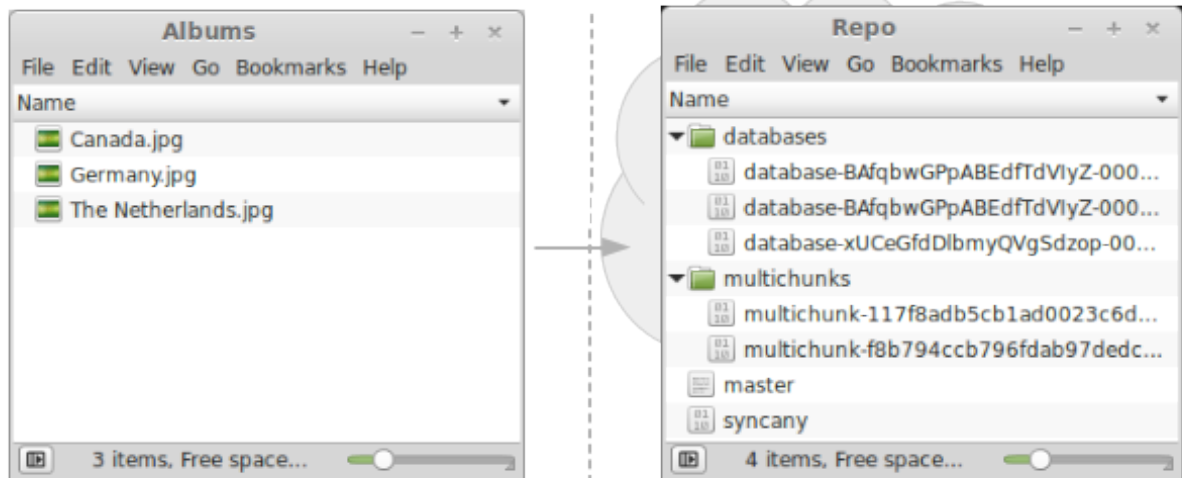 Albums
File Edit View Go Bookmarks Help
Name
Canada.jpg
Germany.jpg
The Netherlands.jpg
3 items, Free space...
Repo
File Edit View Go Bookmarks Help
Name
databases
database-BAfqbwGPpABEdfTdVIyZ-000...
database-BAfqbwGPpABEdfTdVIyZ-000...
database-xUCeGfdDlbmyQVgSdzop-00...
multichunks
multichunk-117f8adb5cb1ad0023c6d...
multichunk-f8b794ccb796fdab97dedc...
master
syncany
4 items, Free space...